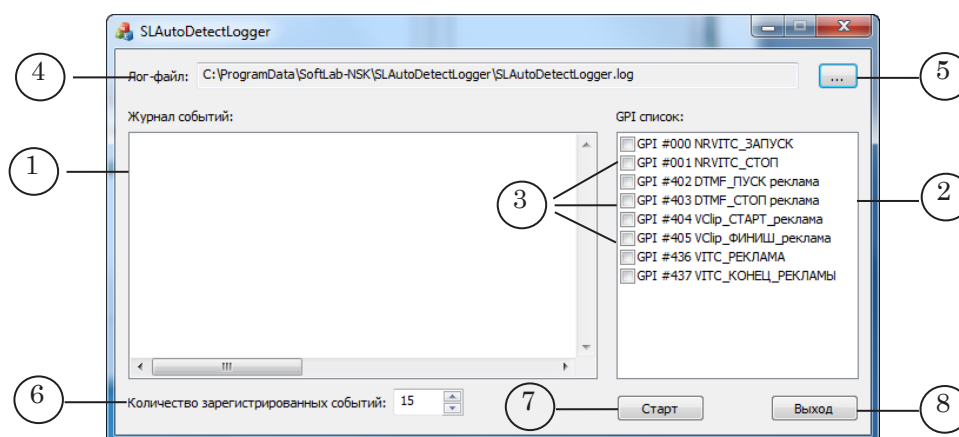 SLAutoDetectLogger
4
Лог-файл: C:\ProgramData\SoftLab-NSK\SLAutoDetectLogger\SLAutoDetectLogger.log ...
5
Журнал событий:
GPI список:
1
GPI #000 NRVITC_ЗАПУСК
GPI #001 NRVITC_СТОП
GPI #402 DTMF_ПУСК реклама
GPI #403 DTMF_СТОП реклама
GPI #404 VClip_СТАРТ_реклама
GPI #405 VClip_ФИНИШ_реклама
GPI #436 VITC_РЕКЛАМА
GPI #437 VITC_КОНЕЦ_РЕКЛАМЫ
3
2
6
Количество зарегистрированных событий: 15
7
Старт
Выход
8